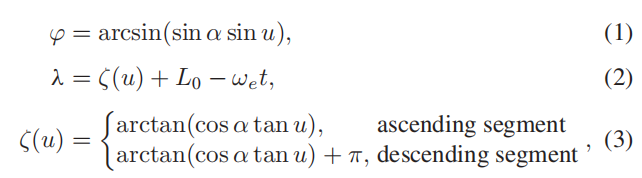 φ = arcsin(sin α sin u), (1)
λ = ζ(u) + L₀ − ωₑt, (2)
ζ(u) = { arctan(cos α tan u), ascending segment
arctan(cos α tan u) + π, descending segment , (3)